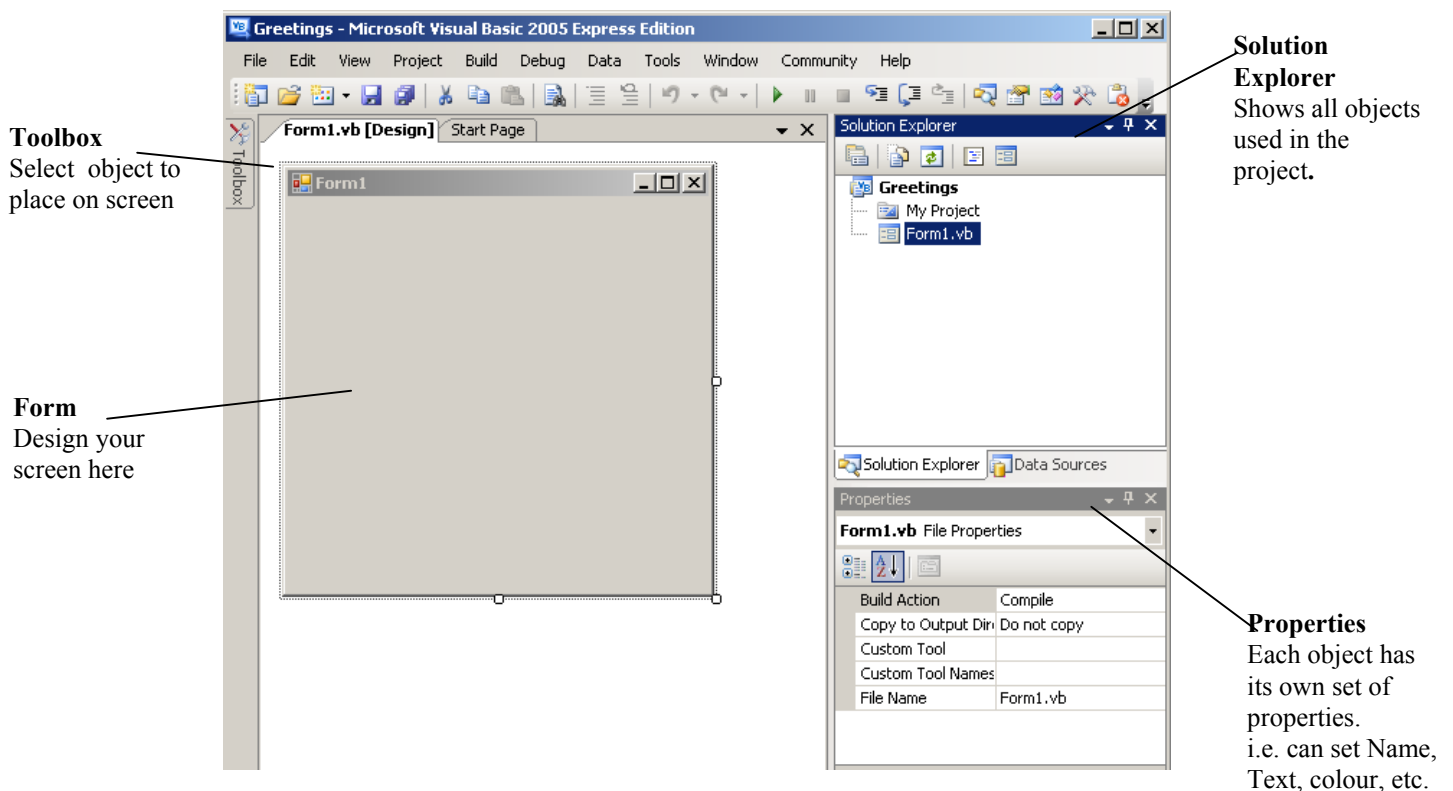 Greetings - Microsoft Visual Basic 2005 Express Edition
File Edit View Project Build Debug Data Tools Window Community Help
Toolbox
Select object to
place on screen
Form
Design your
screen here
Toolbox
Form1.vb [Design] Start Page
Form1
Solution Explorer
Greetings
My Project
Form1.vb
Solution Explorer Data Sources
Properties
Form1.vb File Properties
Build Action Compile
Copy to Output Dir Do not copy
Custom Tool
Custom Tool Names
File Name Form1.vb
Solution
Explorer
Shows all objects
used in the
project.
Properties
Each object has
its own set of
properties.
i.e. can set Name,
Text, colour, etc.